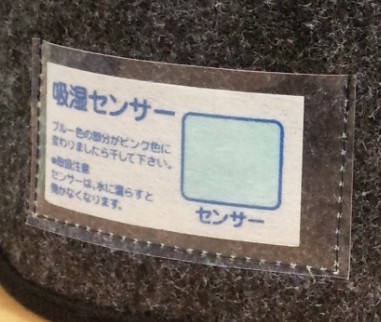 吸湿センサー
ブルー色の部分がピンク色に
変わりましたら干して下さい。
●取扱注意
センサーは、水に濡らすと
働かなくなります。
センサー